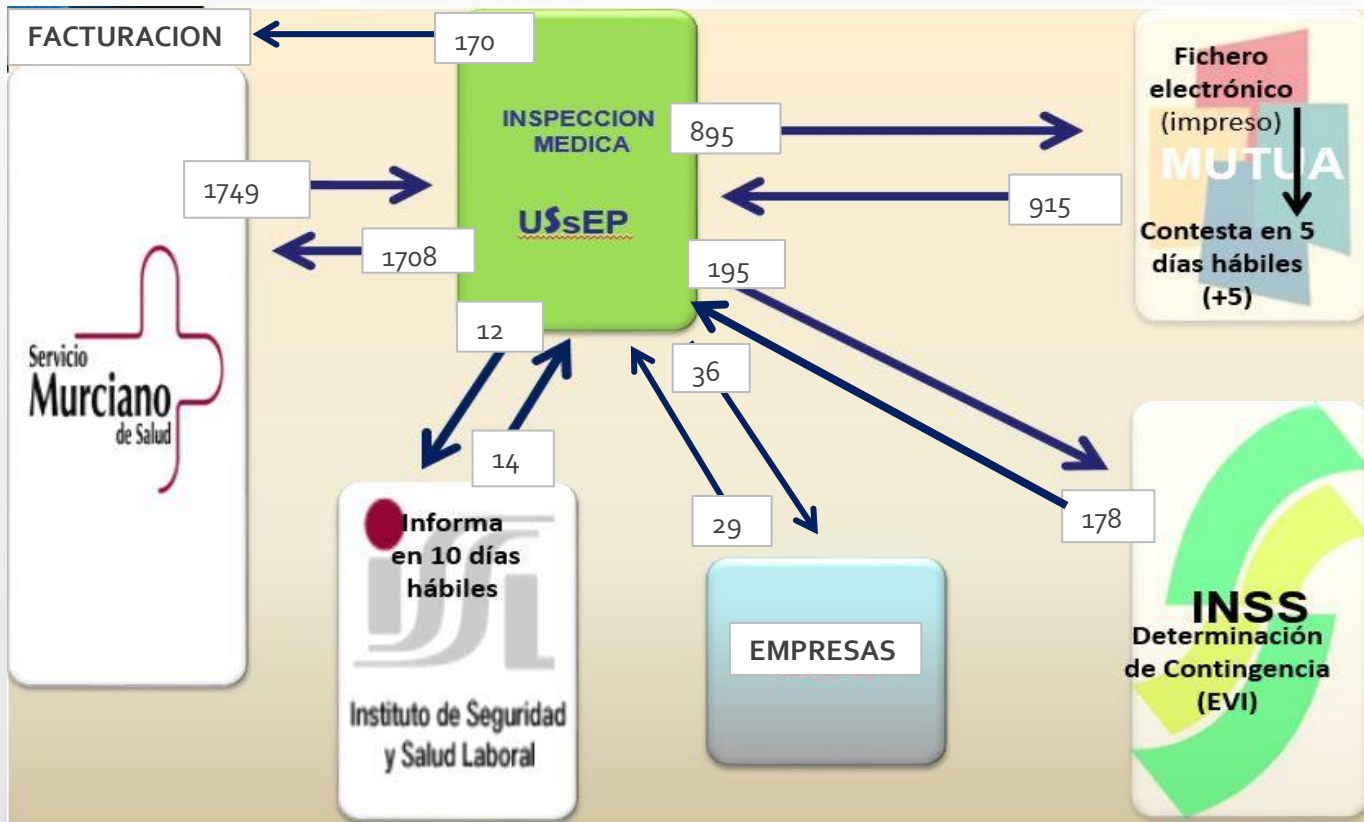 FACTURACION
170
INSPECCION
MEDICA
USsEP
895
1749
1708
915
195
12
14
36
29
178
Fichero
electrónico
(impreso)
MUTUA
Contesta en 5
días hábiles
(+5)
Servicio
Murciano
de Salud
Informa
en 10 días
hábiles
Instituto de Seguridad
y Salud Laboral
EMPRESAS
INSS
Determinación
de Contingencia
(EVI)